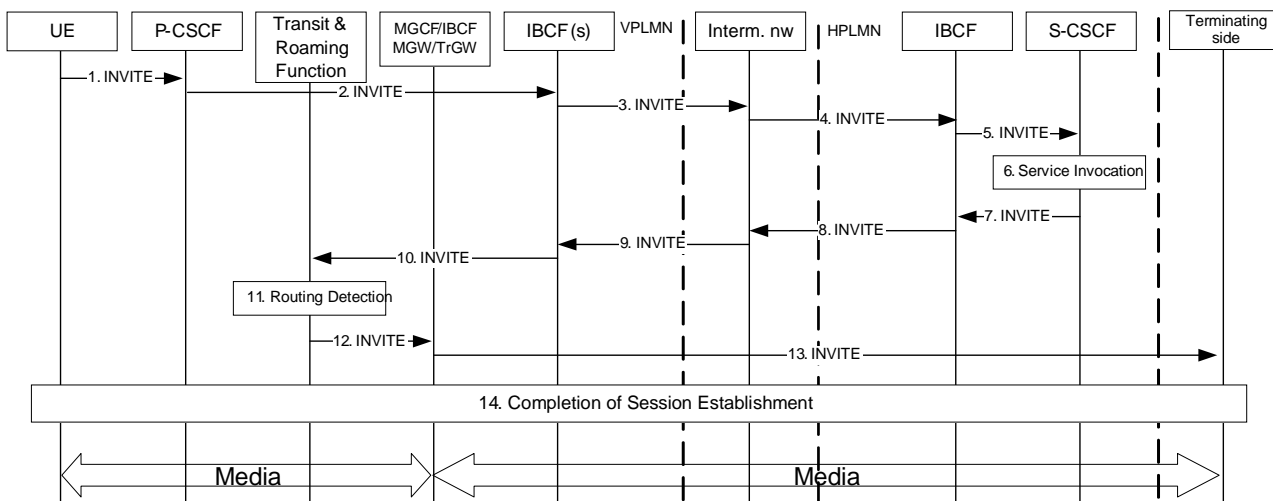 UE
P-CSCF
Transit &
Roaming
Function
MGCF/IBCF
MGW/TrGW
IBCF(s)
VPLMN
Interm. nw
HPLMN
IBCF
S-CSCF
Terminating
side
1. INVITE
2. INVITE
3. INVITE
4. INVITE
5. INVITE
6. Service Invocation
7. INVITE
8. INVITE
9. INVITE
10. INVITE
11. Routing Detection
12. INVITE
13. INVITE
14. Completion of Session Establishment
Media
Media